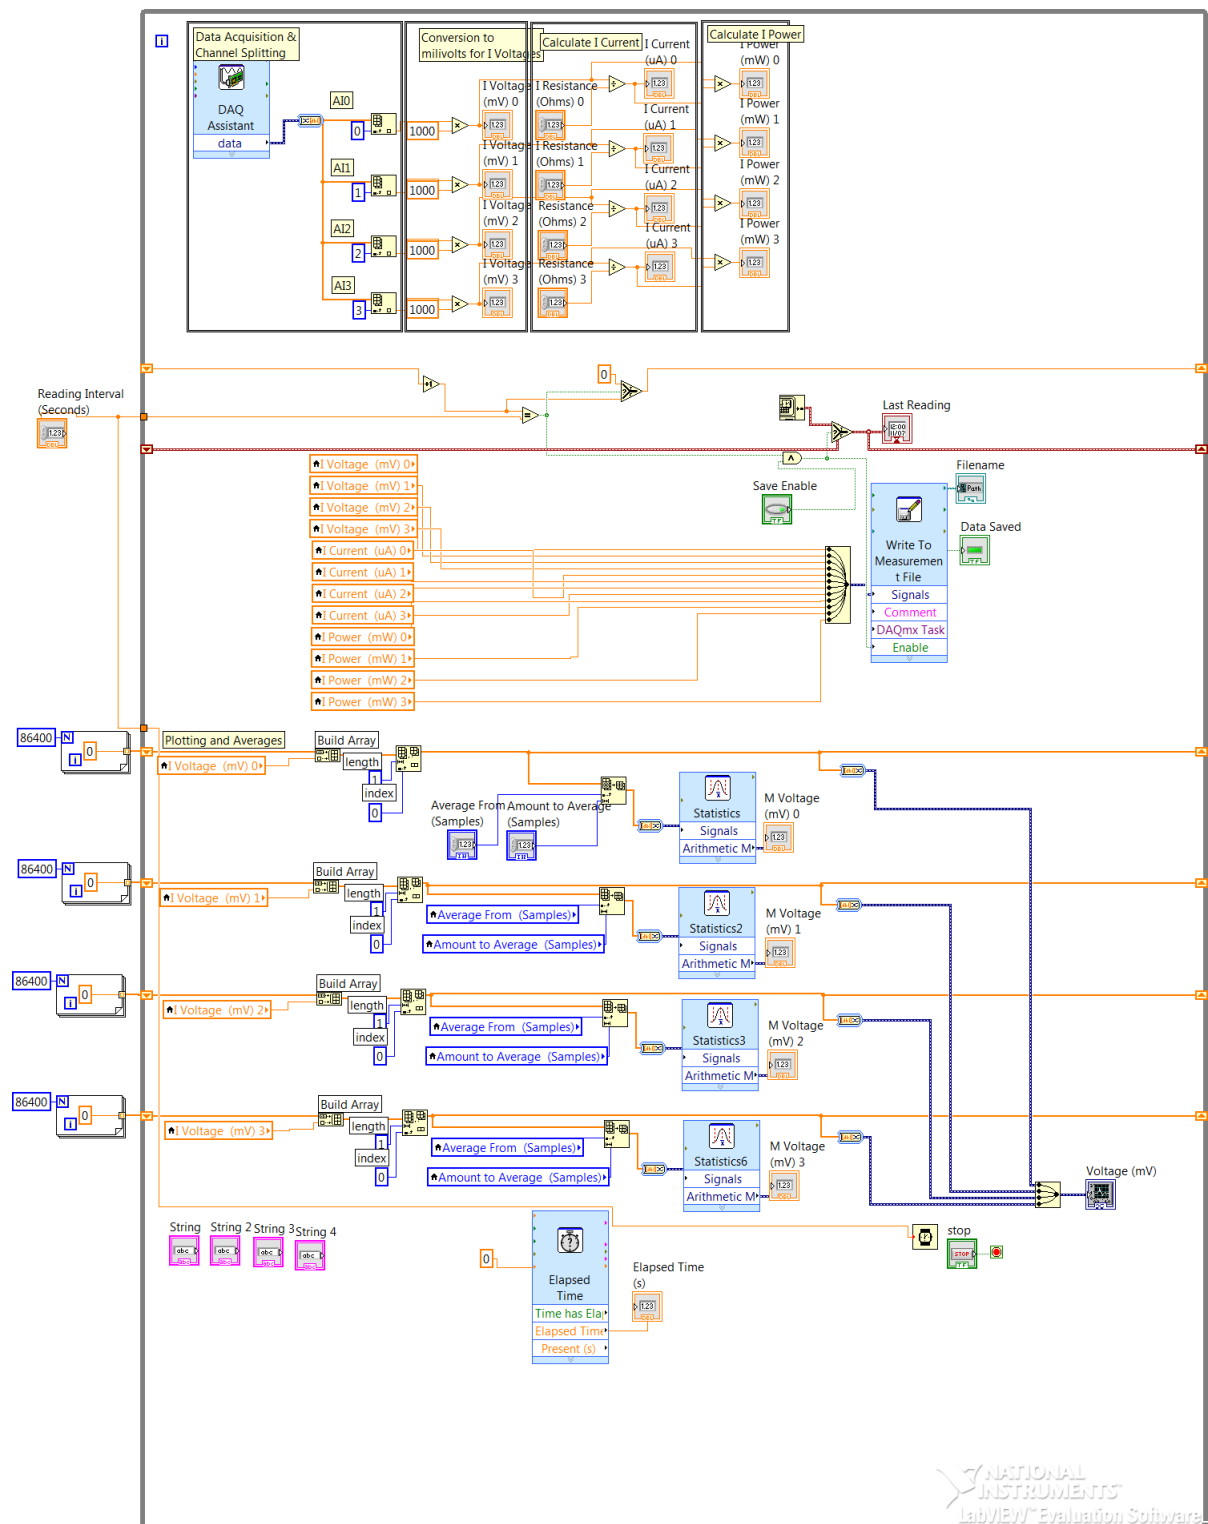 Data Acquisition &
Channel Splitting
DAQ
Assistant
data
AI0
0
AI1
1
AI2
2
AI3
3
Conversion to
milivolts for I Voltages
1000
1000
1000
1000
I Voltage
(mV) 0
I Voltage
(mV) 1
I Voltage
(mV) 2
I Voltage
(mV) 3
Calculate I Current
I Resistance
(Ohms) 0
I Resistance
(Ohms) 1
Resistance
(Ohms) 2
Resistance
(Ohms) 3
I Current
(uA) 0
I Current
(uA) 1
I Current
(uA) 2
I Current
(uA) 3
Calculate I Power
I Power
(mW) 0
I Power
(mW) 1
I Power
(mW) 2
I Power
(mW) 3
Reading Interval
(Seconds)
+1
0
Last Reading
Save Enable
Filename
Path
Data Saved
I Voltage (mV) 0
I Voltage (mV) 1
I Voltage (mV) 2
I Voltage (mV) 3
I Current (uA) 0
I Current (uA) 1
I Current (uA) 2
I Current (uA) 3
I Power (mW) 0
I Power (mW) 1
I Power (mW) 2
I Power (mW) 3
Write To
Measuremen
t File
Signals
Comment
DAQmx Task
Enable
86400
N
i
0
Plotting and Averages
I Voltage (mV) 0
Build Array
length
1
index
0
Average From
(Samples)
Amount to Average
(Samples)
Statistics
Signals
Arithmetic M
M Voltage
(mV) 0
86400
N
i
0
I Voltage (mV) 1
Build Array
length
1
index
0
Average From (Samples)
Amount to Average (Samples)
Statistics2
Signals
Arithmetic M
M Voltage
(mV) 1
86400
N
i
0
I Voltage (mV) 2
Build Array
length
1
index
0
Average From (Samples)
Amount to Average (Samples)
Statistics3
Signals
Arithmetic M
M Voltage
(mV) 2
86400
N
i
0
I Voltage (mV) 3
Build Array
length
1
index
0
Average From (Samples)
Amount to Average (Samples)
Statistics6
Signals
Arithmetic M
M Voltage
(mV) 3
Voltage (mV)
String
String 2
String 3
String 4
0
Elapsed
Time
Time has Ela
Elapsed Time
Present (s)
Elapsed Time
(s)
stop
STOP
NATIONAL
INSTRUMENTS
LabVIEW Evaluation Software